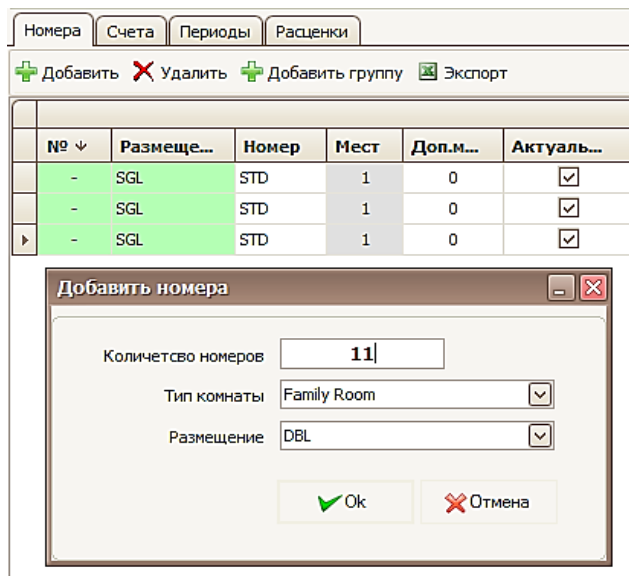 Номера Счета Периоды Расценки
Добавить Удалить Добавить группу Экспорт
№ Размеще... Номер Мест Доп.м... Актуаль...
- SGL STD 1 0
- SGL STD 1 0
- SGL STD 1 0
Добавить номера
Количетсво номеров 11
Тип комнаты Family Room
Размещение DBL
Ok Отмена